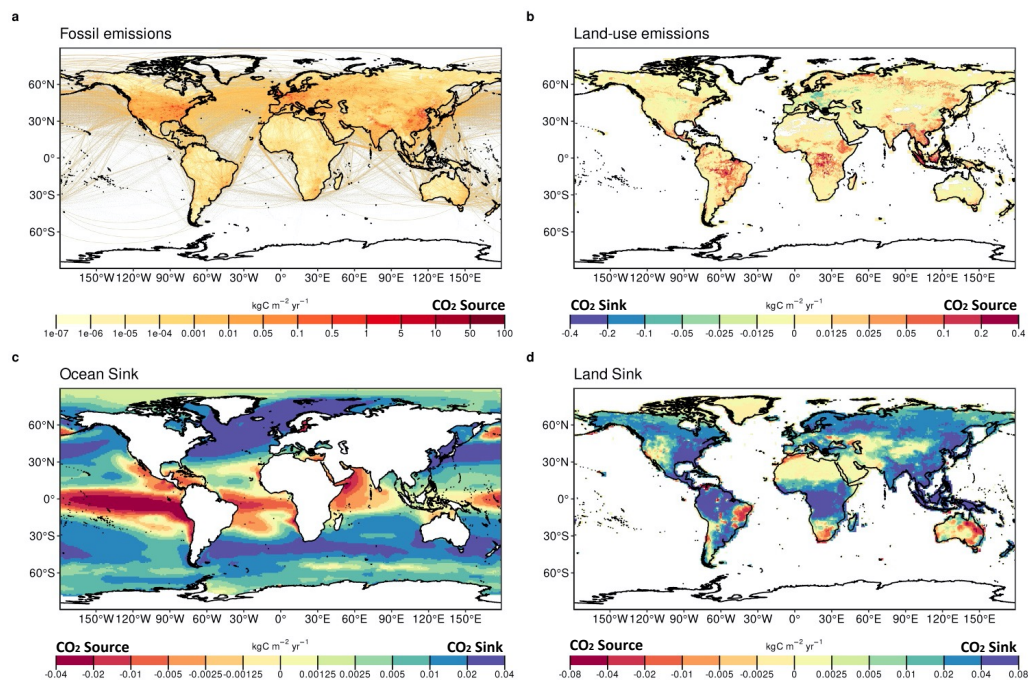 a
Fossil emissions
60°N
30°N
0°
30°S
60°S
150°W 120°W 90°W 60°W 30°W 0° 30°E 60°E 90°E 120°E 150°E
kgC m⁻² yr⁻¹
CO₂ Source
1e-07 1e-06 1e-05 1e-04 0.001 0.01 0.05 0.1 0.5 1 5 10 50 100
b
Land-use emissions
60°N
30°N
0°
30°S
60°S
150°W 120°W 90°W 60°W 30°W 0° 30°E 60°E 90°E 120°E 150°E
CO₂ Sink
kgC m⁻² yr⁻¹
CO₂ Source
-0.4 -0.2 -0.1 -0.05 -0.025 -0.0125 0 0.0125 0.025 0.05 0.1 0.2 0.4
c
Ocean Sink
60°N
30°N
0°
30°S
60°S
150°W 120°W 90°W 60°W 30°W 0° 30°E 60°E 90°E 120°E 150°E
CO₂ Source
kgC m⁻² yr⁻¹
CO₂ Sink
-0.04 -0.02 -0.01 -0.005 -0.0025 -0.00125 0 0.00125 0.0025 0.005 0.01 0.02 0.04
d
Land Sink
60°N
30°N
0°
30°S
60°S
150°W 120°W 90°W 60°W 30°W 0° 30°E 60°E 90°E 120°E 150°E
CO₂ Source
kgC m⁻² yr⁻¹
CO₂ Sink
-0.08 -0.04 -0.02 -0.01 -0.005 -0.0025 0 0.0025 0.005 0.01 0.02 0.04 0.08